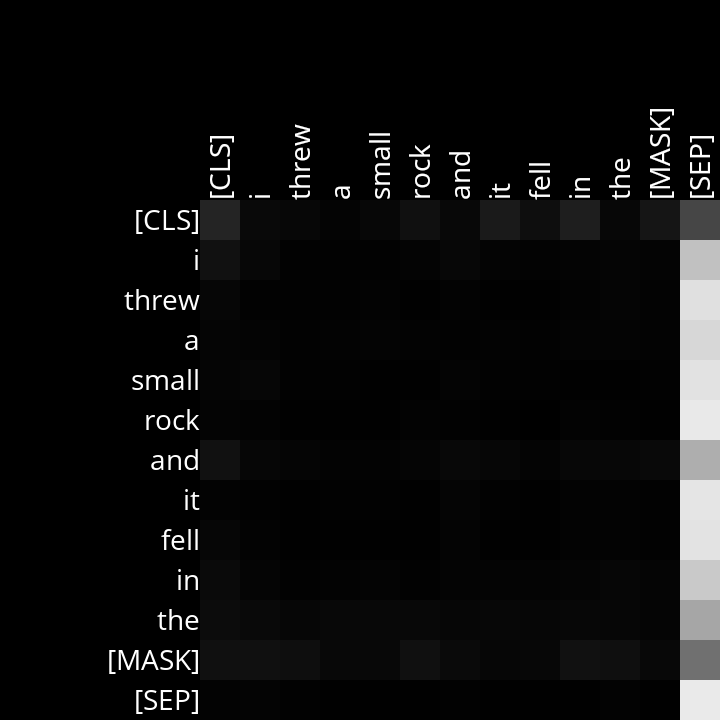 [CLS] i threw a small rock and it fell in the [MASK] [SEP]
[CLS]
i
threw
a
small
rock
and
it
fell
in
the
[MASK]
[SEP]